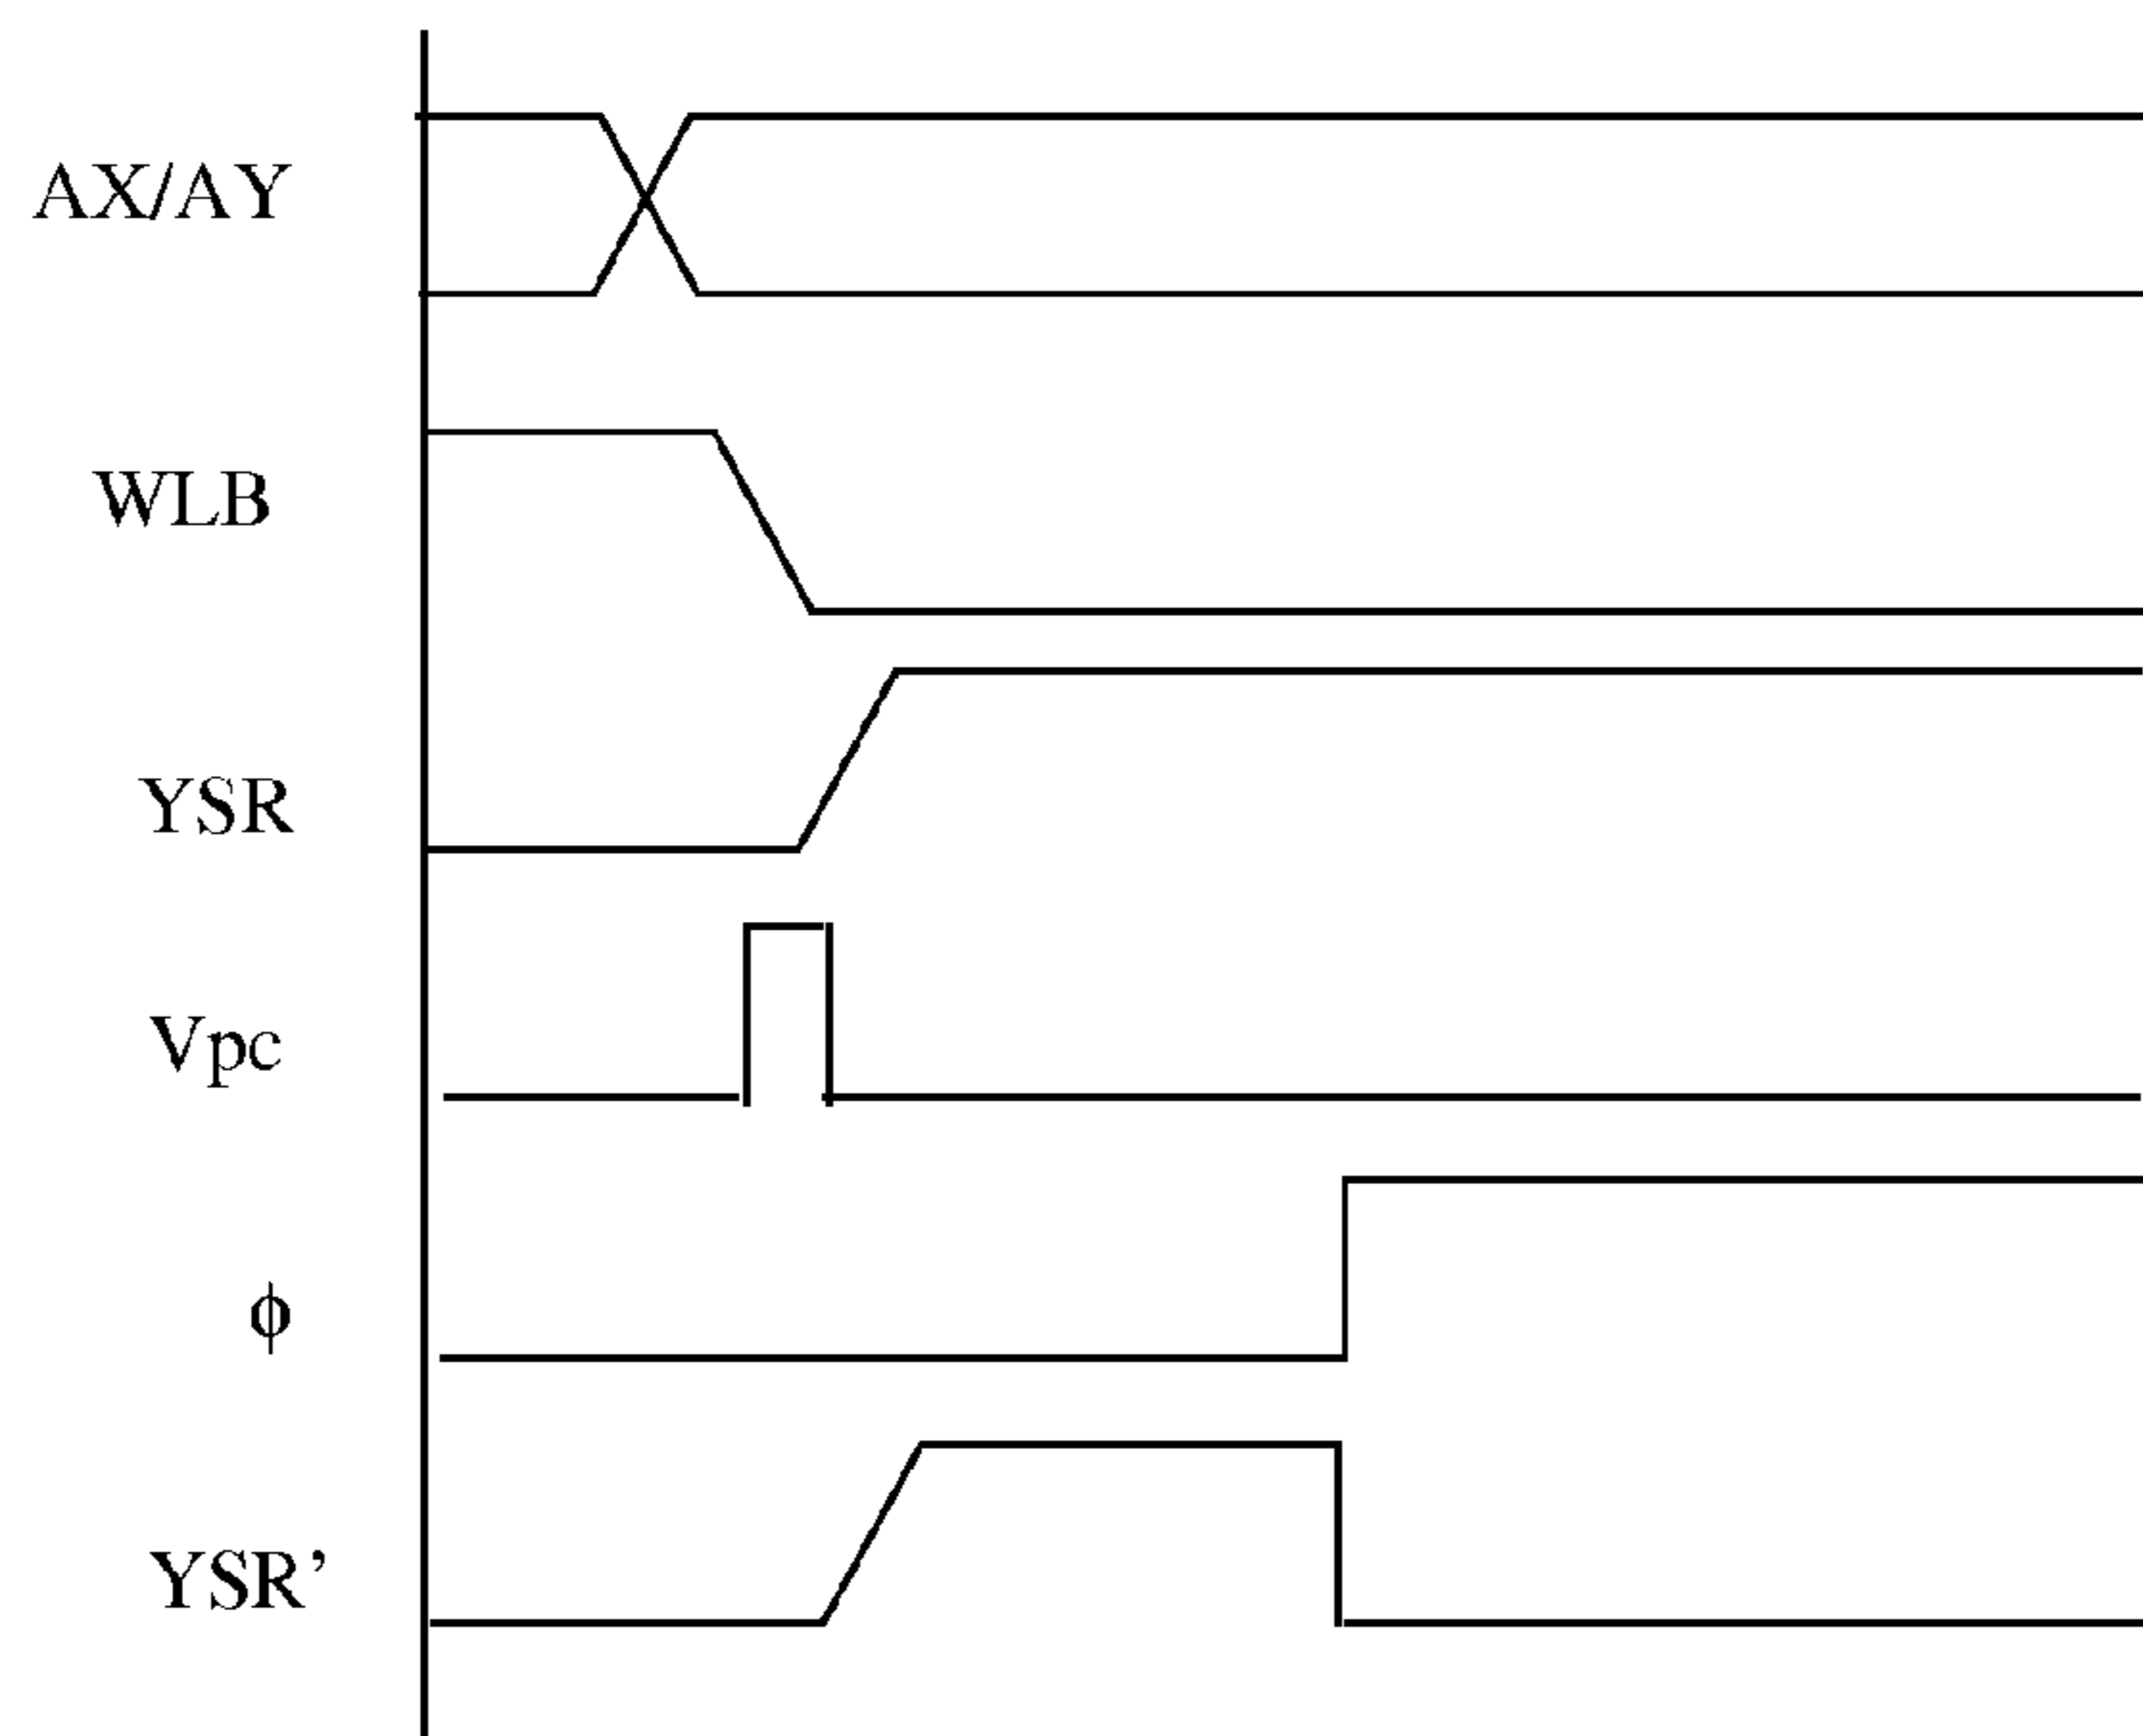 AX/AY
WLB
YSR
Vpc
ϕ
YSR’